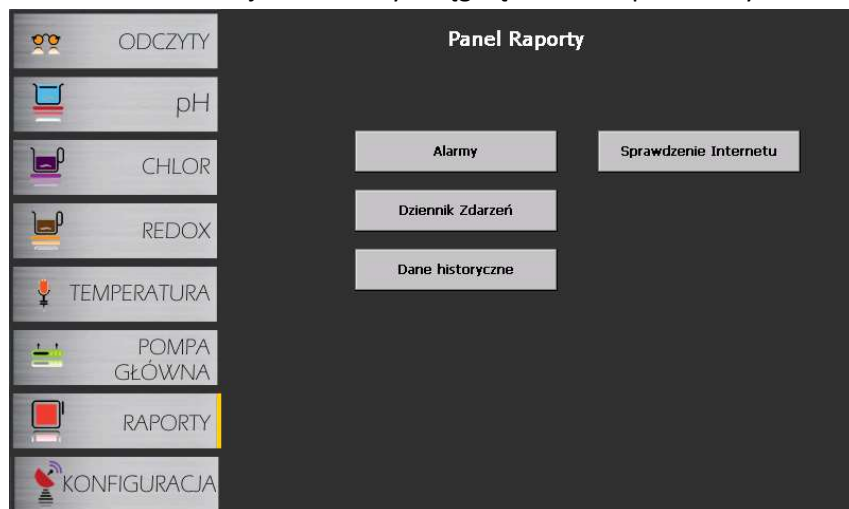 ODCZYTY
pH
CHLOR
REDOX
TEMPERATURA
POMPA
GŁÓWNA
RAPORTY
KONFIGURACJA
Panel Raporty
Alarmy
Sprawdzenie Internetu
Dziennik Zdarzeń
Dane historyczne